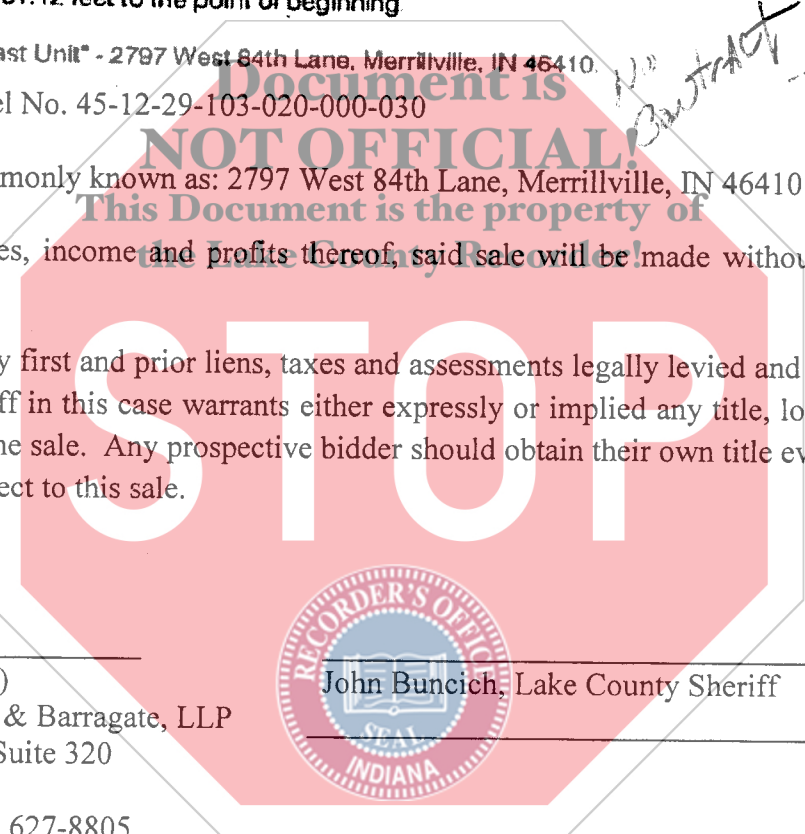 feet to the point of beginning
ast Unit" - 2797 West 84th Lane, Merrillville, IN 46410.
No
Contract
Document is
el No. 45-12-29-103-020-000-030
NOT OFFICIAL!
monly known as: 2797 West 84th Lane, Merrillville, IN 46410
This Document is the property of
es, income and profits thereof, said sale will be made withou
the Lake County Recorder!
STOP
y first and prior liens, taxes and assessments legally levied and
ff in this case warrants either expressly or implied any title, lo
ne sale. Any prospective bidder should obtain their own title ev
ect to this sale.
RECORDER'S OFFICE
SEAL
INDIANA
)
John Buncich, Lake County Sheriff
& Barragate, LLP
Suite 320
627-8805